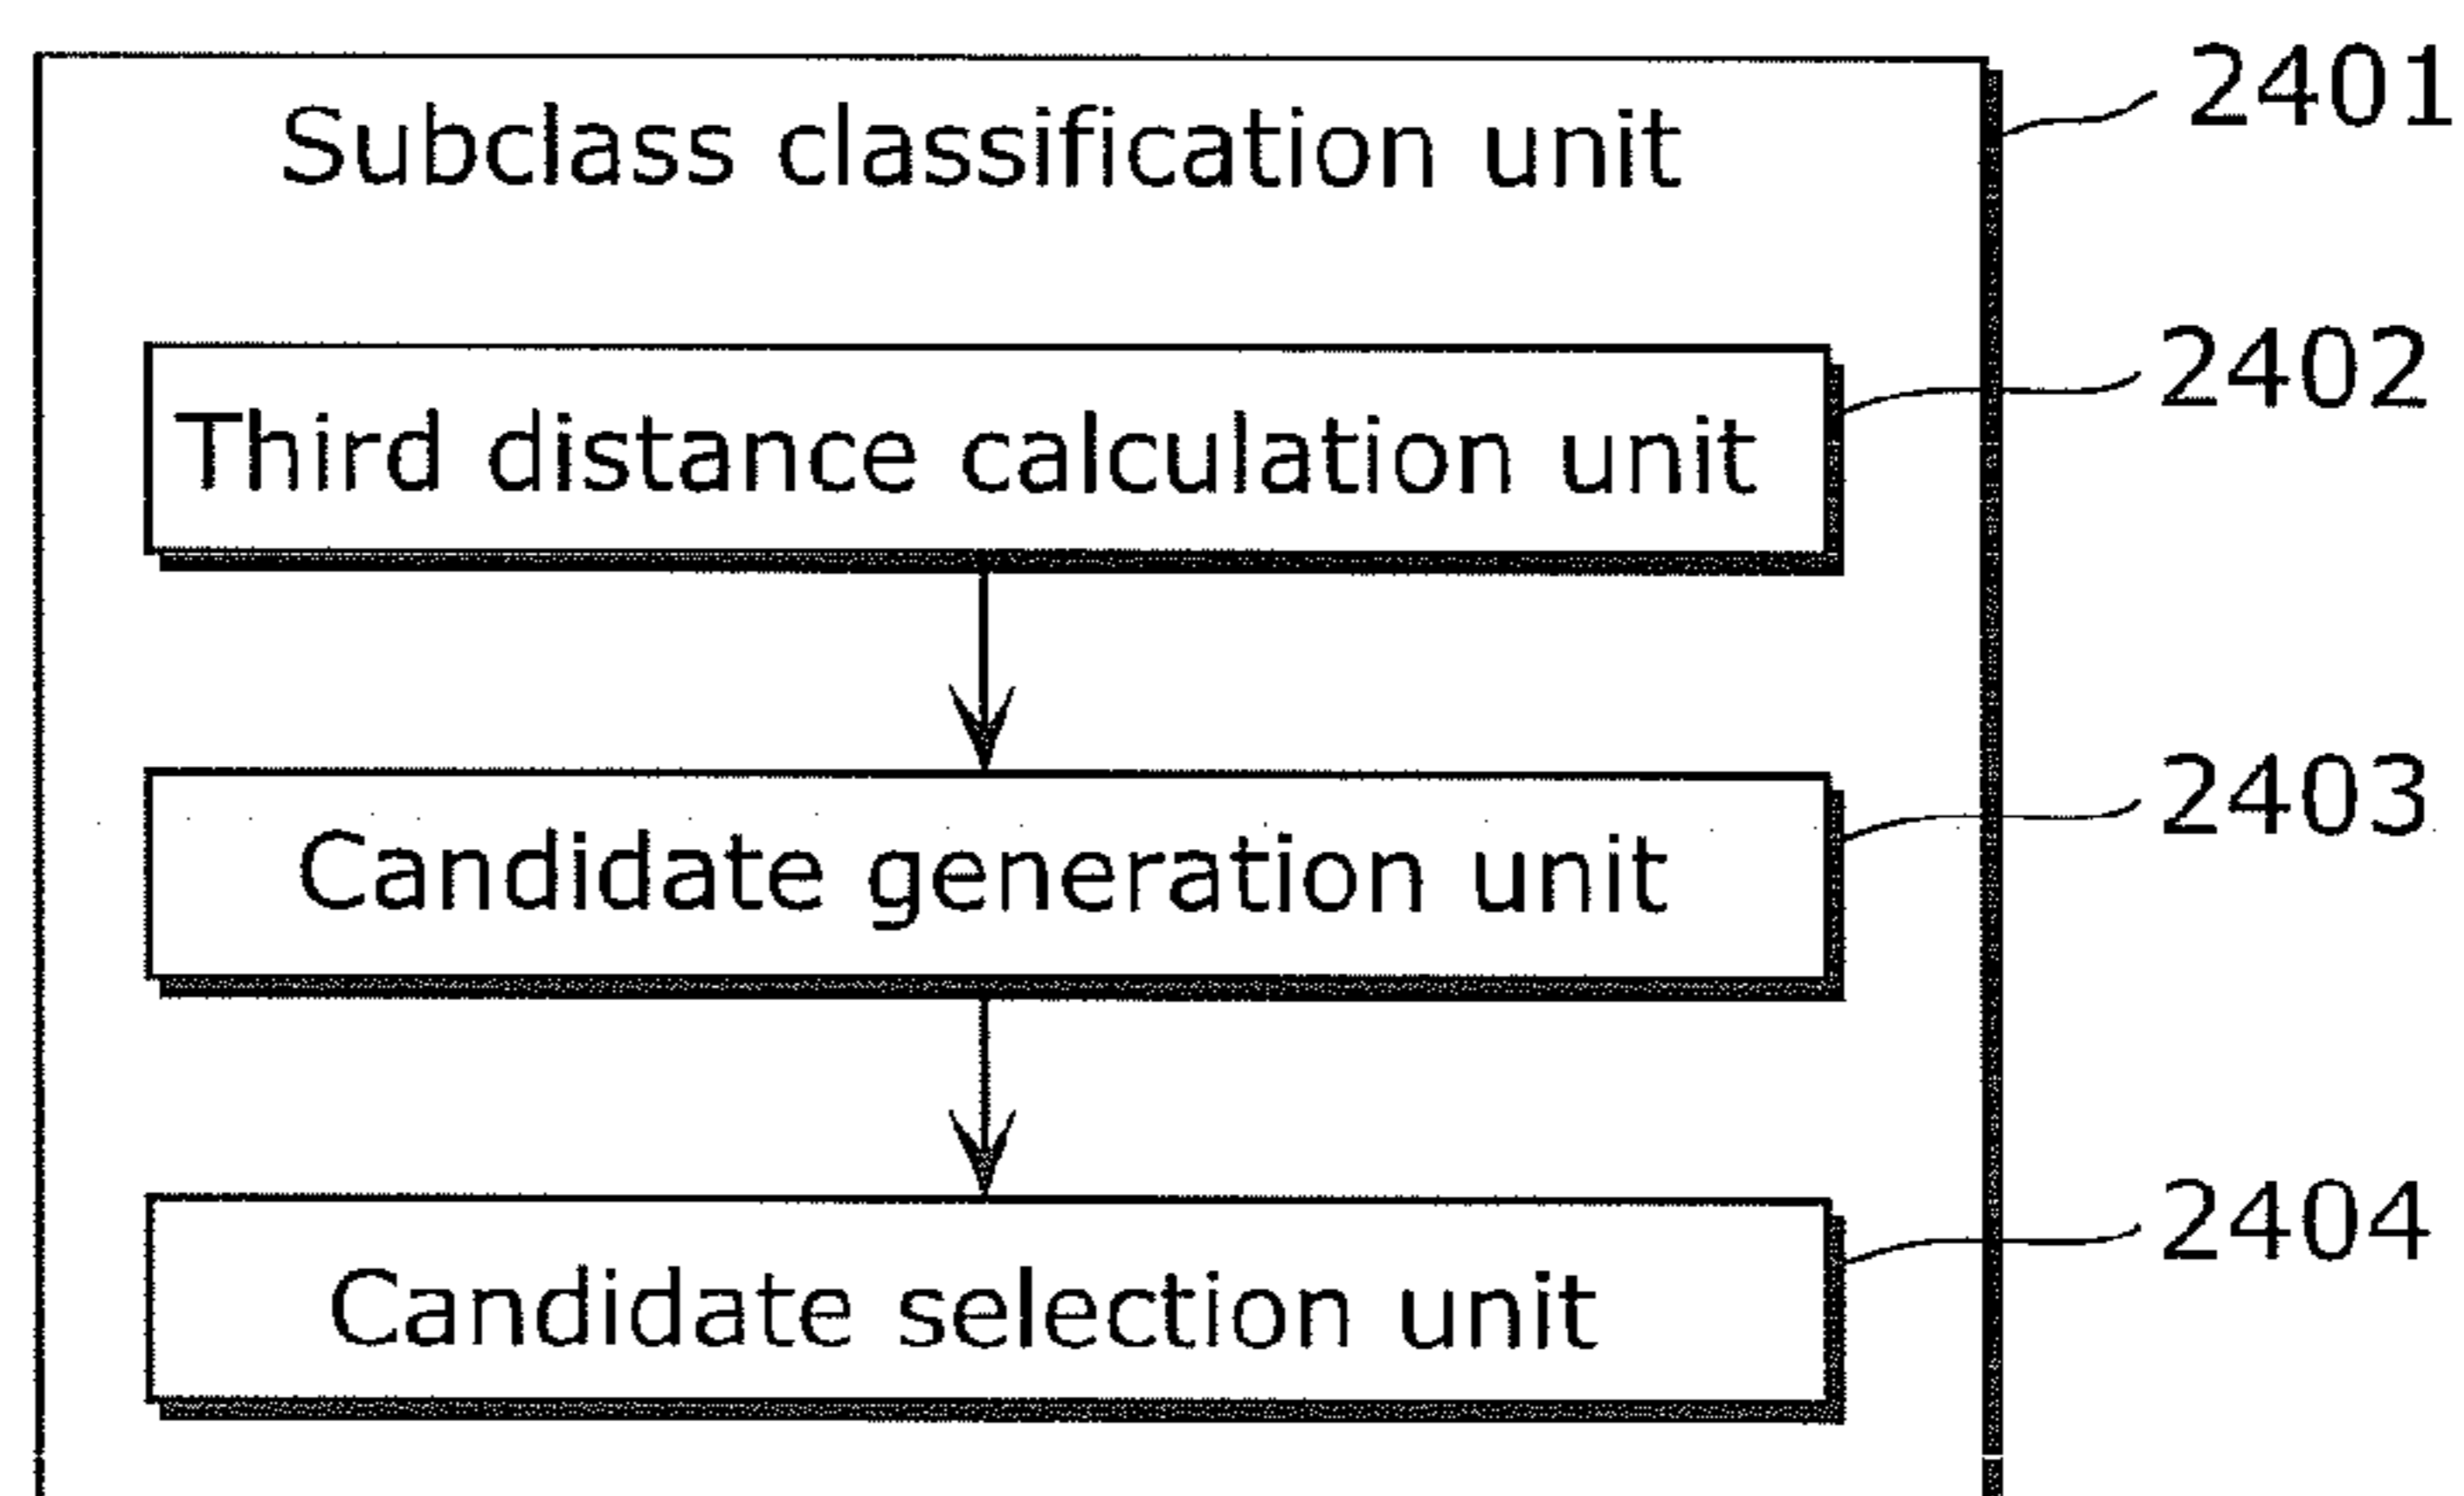 Subclass classification unit
2401
Third distance calculation unit
2402
Candidate generation unit
2403
Candidate selection unit
2404